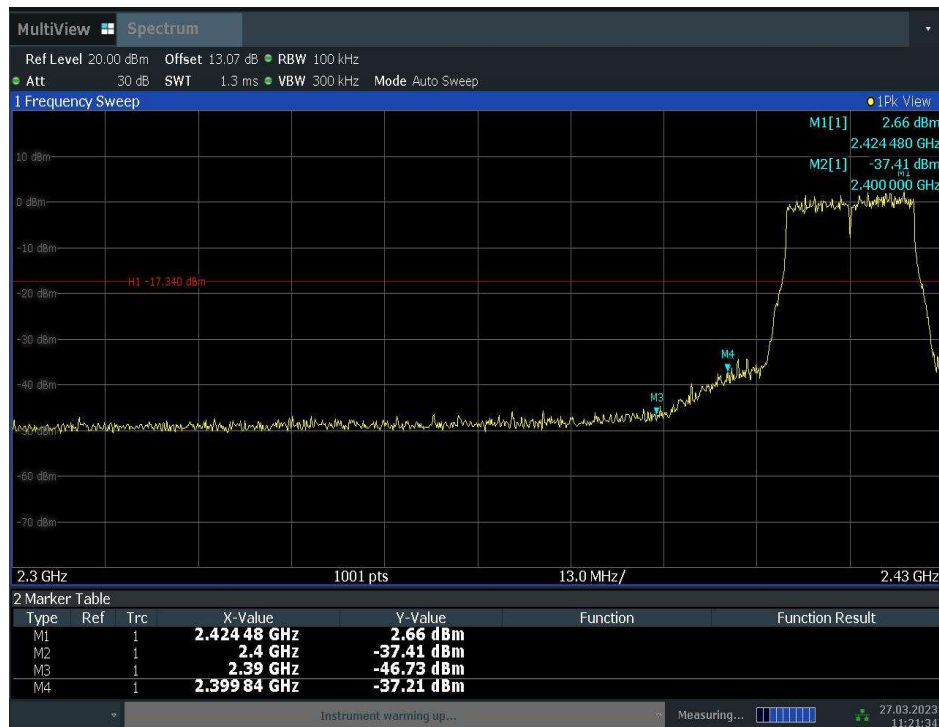 MultiView Spectrum
Ref Level 20.00 dBm Offset 13.07 dB RBW 100 kHz
Att 30 dB SWT 1.3 ms VBW 300 kHz Mode Auto Sweep
1 Frequency Sweep 1Pk View
M1[1] 2.66 dBm
2.424 480 GHz
10 dBm
M2[1] -37.41 dBm
M1
2.400 000 GHz
0 dBm
-10 dBm
H1 -17.340 dBm
-20 dBm
-30 dBm
M4
-40 dBm
M3
-50 dBm
-60 dBm
-70 dBm
2.3 GHz 1001 pts 13.0 MHz/ 2.43 GHz
2 Marker Table
Type Ref Trc X-Value Y-Value Function Function Result
M1 1 2.424 48 GHz 2.66 dBm
M2 1 2.4 GHz -37.41 dBm
M3 1 2.39 GHz -46.73 dBm
M4 1 2.399 84 GHz -37.21 dBm
Instrument warming up... Measuring... 27.03.2023
11:21:34